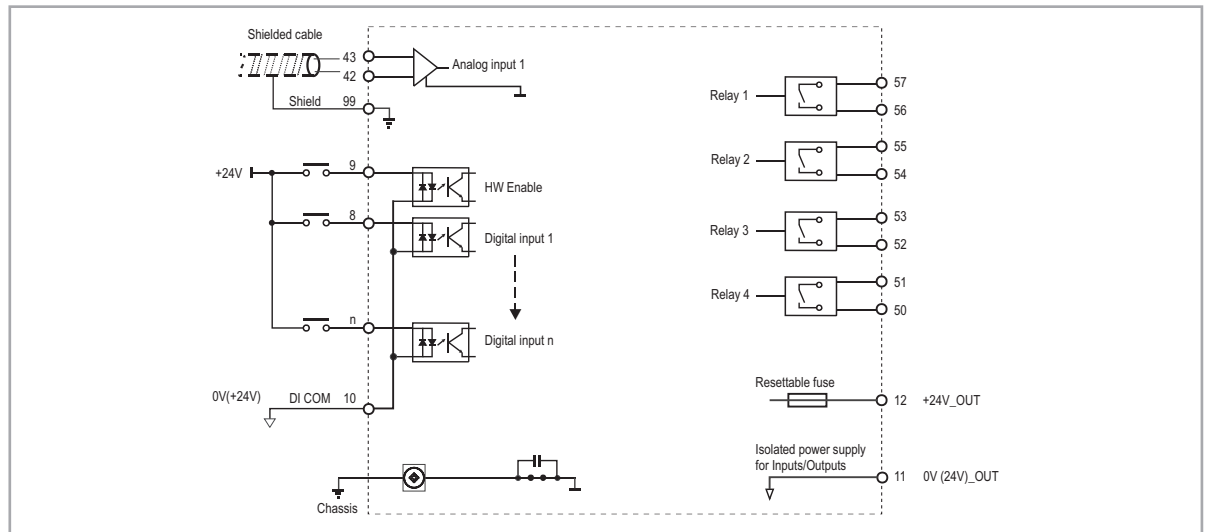 Shielded cable
43
42
Analog input 1
Shield 99
+24V
9
HW Enable
8
Digital input 1
n
Digital input n
0V(+24V) DI COM 10
Chassis
Relay 1
57
56
Relay 2
55
54
Relay 3
53
52
Relay 4
51
50
Resettable fuse
12 +24V_OUT
Isolated power supply
for Inputs/Outputs
11 0V (24V)_OUT